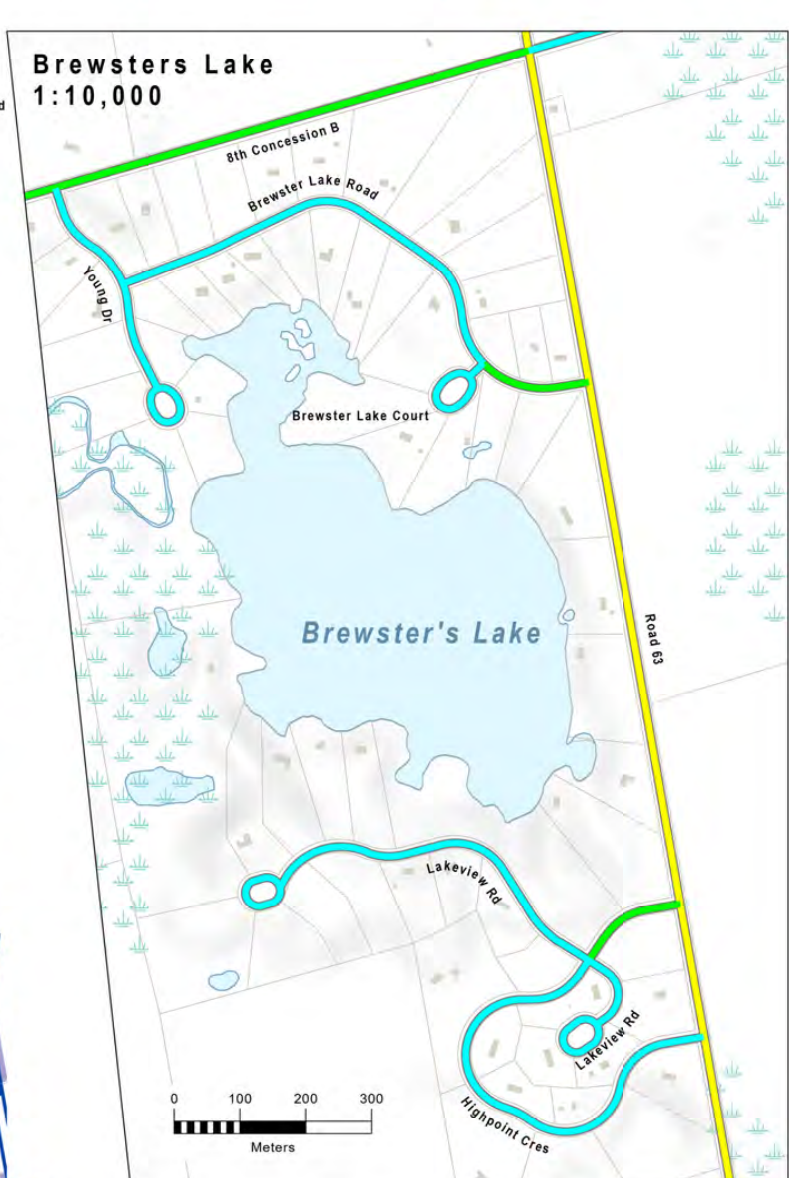 Brewsters Lake
1:10,000
d
8th Concession B
Brewster Lake Road
Young Dr
Brewster Lake Court
Brewster's Lake
Road 63
Lakeview Rd
Lakeview Rd
Highpoint Cres
0 100 200 300
Meters